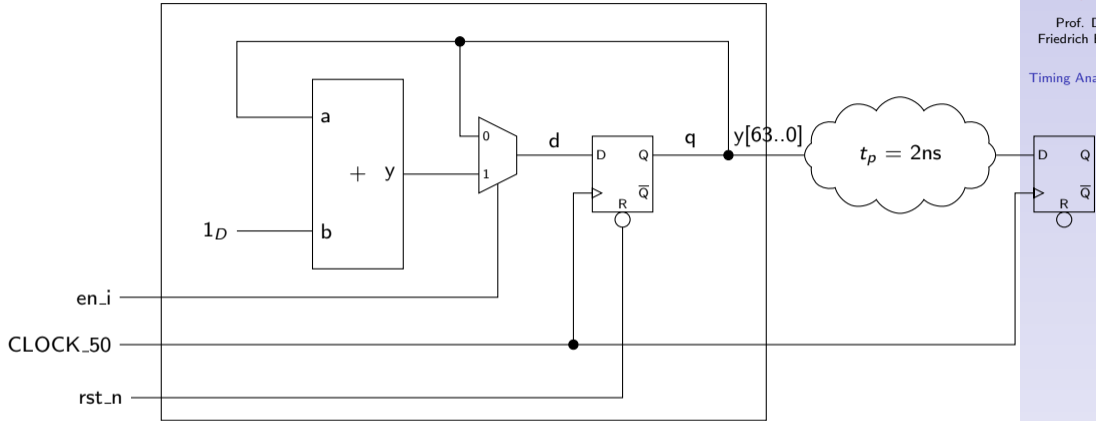 Prof. D
Friedrich
Timing Ana
a
+ y
b
1_D
0
1
d
D Q
Q̅
R
q
y[63..0]
t_p = 2ns
D Q
Q̅
R
en_i
CLOCK_50
rst_n